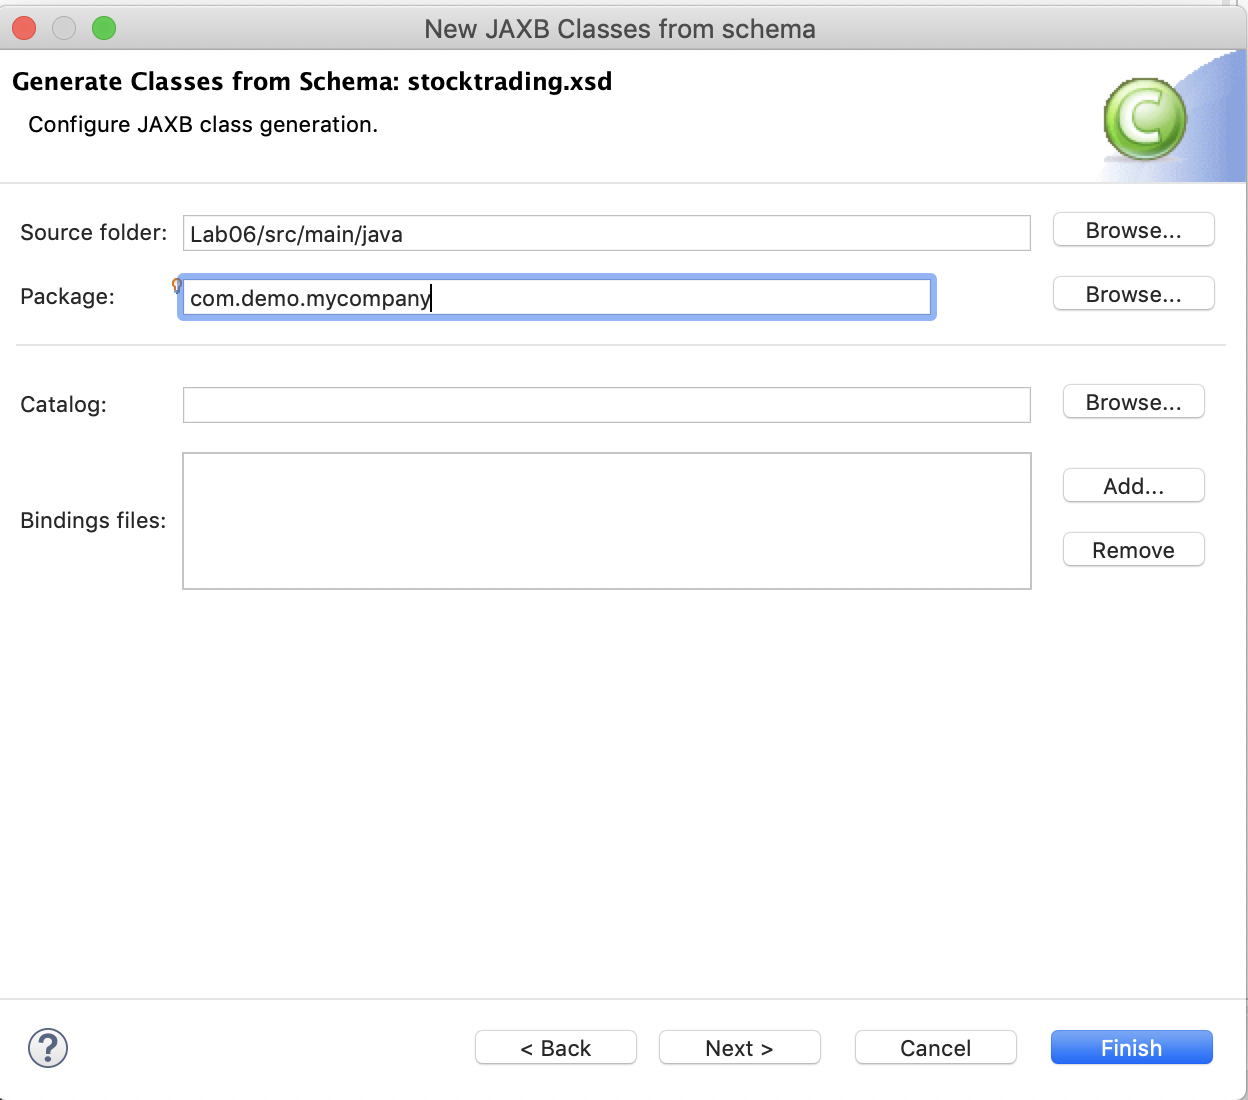 New JAXB Classes from schema
Generate Classes from Schema: stocktrading.xsd
Configure JAXB class generation.
Source folder: Lab06/src/main/java Browse...
Package: com.demo.mycompany Browse...
Catalog: Browse...
Bindings files: Add...
Remove
? < Back Next > Cancel Finish